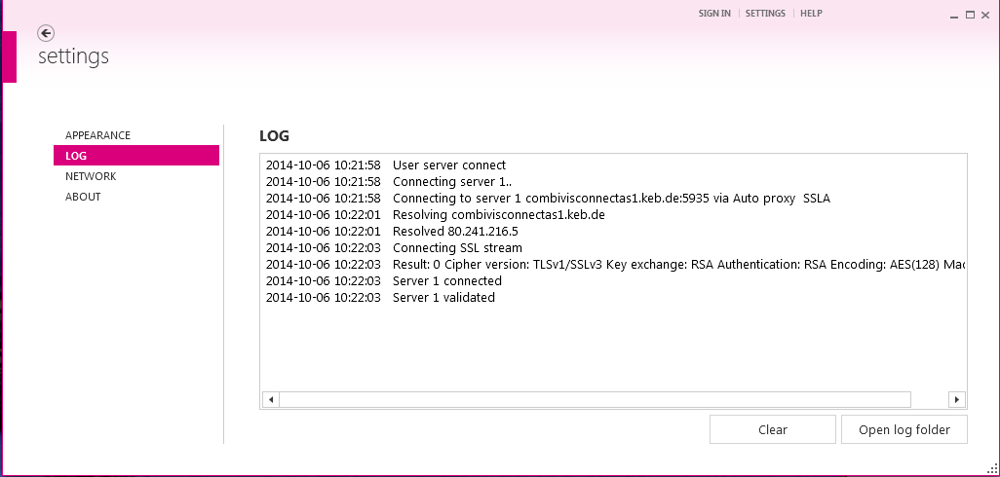 SIGN IN | SETTINGS | HELP
settings
APPEARANCE
LOG
NETWORK
ABOUT
LOG
2014-10-06 10:21:58 User server connect
2014-10-06 10:21:58 Connecting server 1..
2014-10-06 10:21:58 Connecting to server 1 combivisconnectas1.keb.de:5935 via Auto proxy SSLA
2014-10-06 10:22:01 Resolving combivisconnectas1.keb.de
2014-10-06 10:22:01 Resolved 80.241.216.5
2014-10-06 10:22:03 Connecting SSL stream
2014-10-06 10:22:03 Result: 0 Cipher version: TLSv1/SSLv3 Key exchange: RSA Authentication: RSA Encoding: AES(128) Mac
2014-10-06 10:22:03 Server 1 connected
2014-10-06 10:22:03 Server 1 validated
Clear
Open log folder